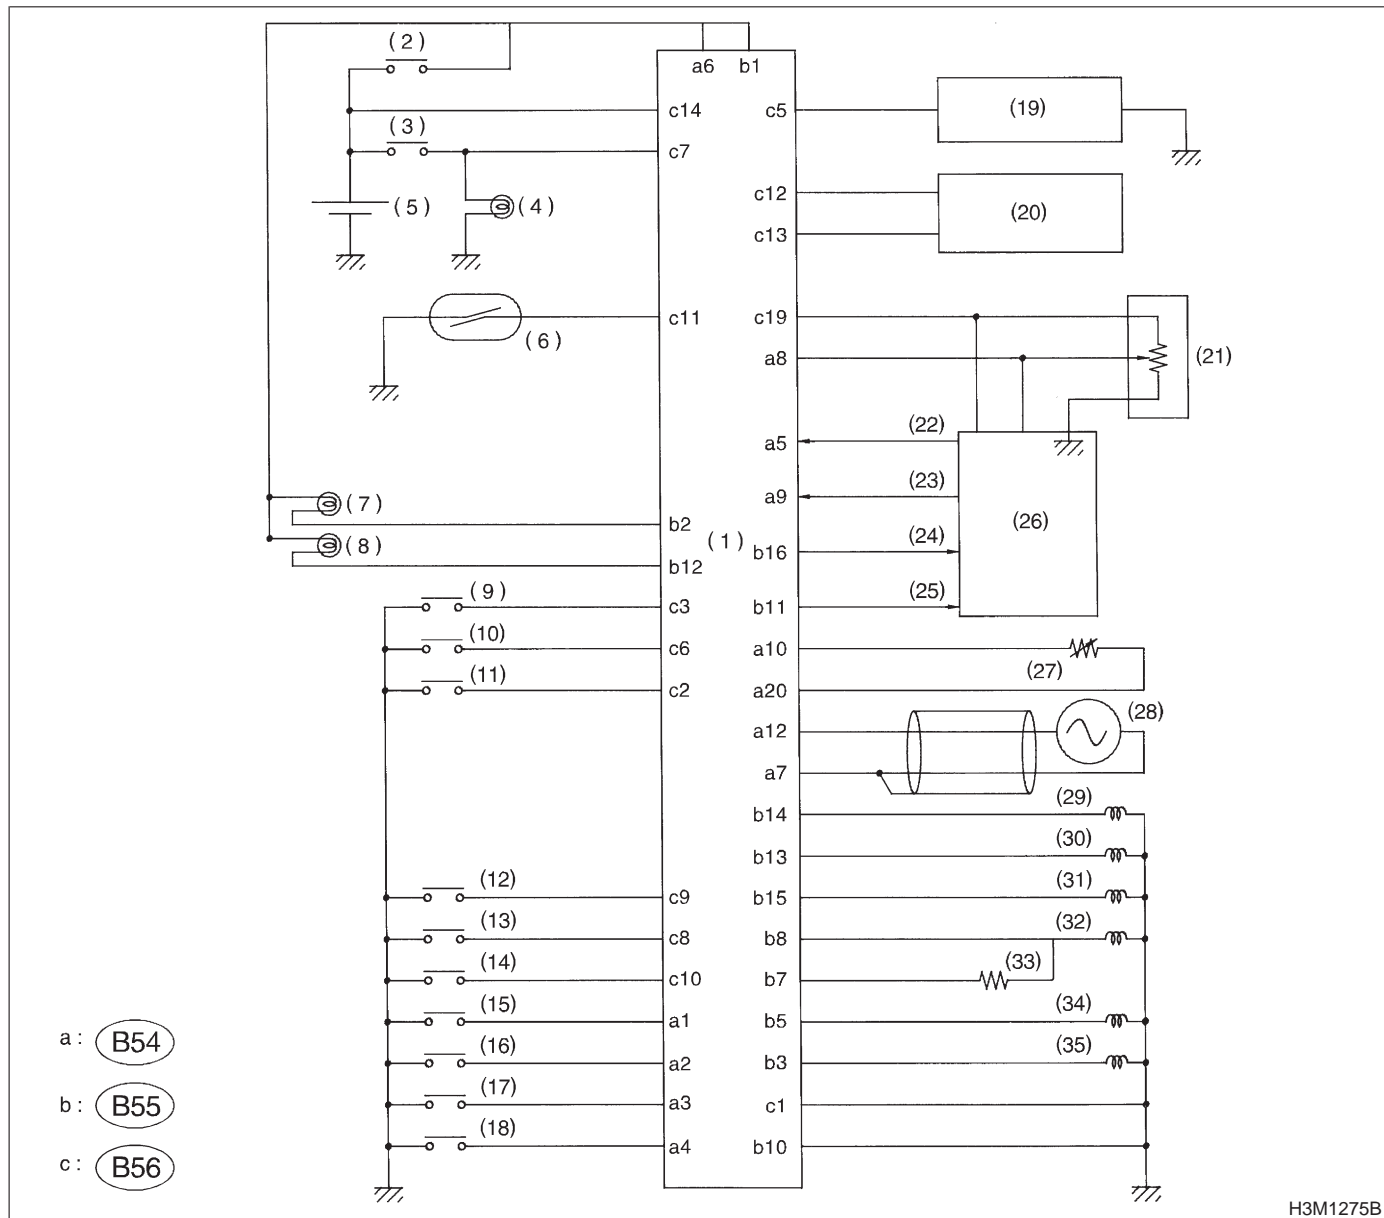 a6 b1
( 2 )
c14
c5
(19)
( 3 )
c7
( 5 )
( 4 )
c12
(20)
c13
c11
( 6 )
c19
a8
(21)
a5
(22)
a9
(23)
(26)
( 7 )
b2
( 8 )
( 1 )
b16
(24)
b12
( 9 )
c3
b11
(25)
(10)
c6
a10
(27)
(11)
c2
a20
a12
(28)
a7
b14
(29)
b13
(30)
(12)
c9
b15
(31)
(13)
c8
b8
(32)
(14)
c10
b7
(33)
(15)
a1
b5
(34)
(16)
a2
b3
(35)
(17)
a3
c1
(18)
a4
b10
a : B54
b : B55
c : B56
H3M1275B